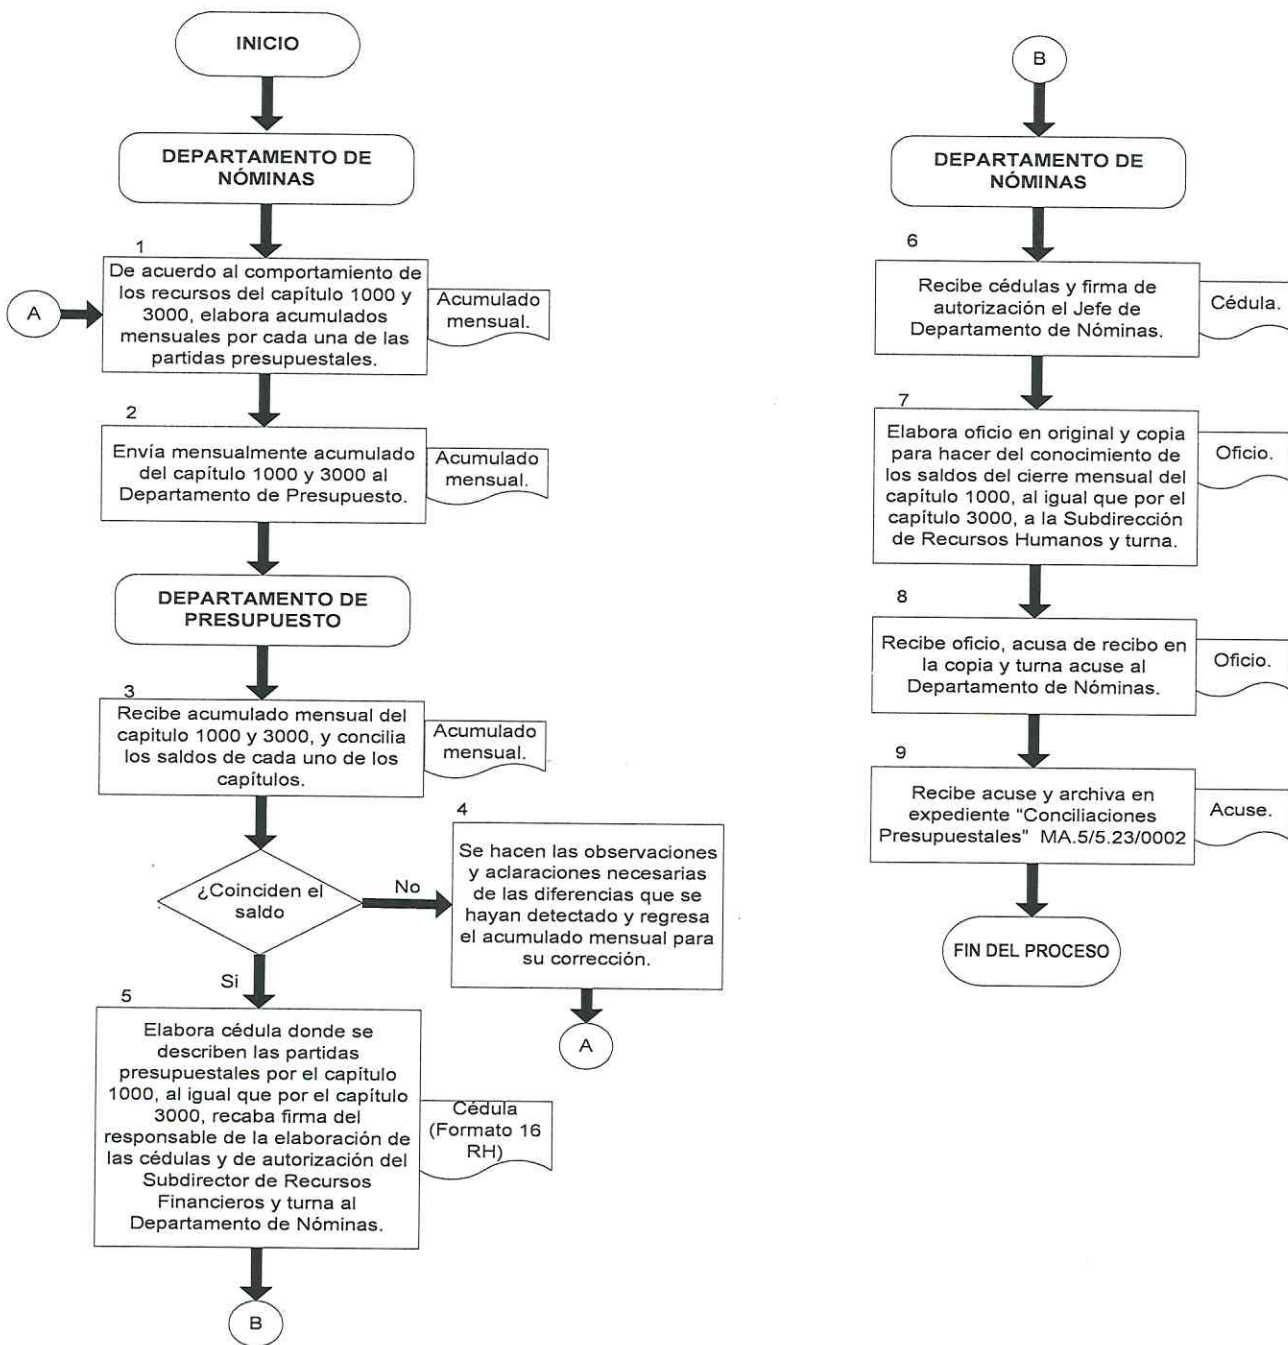 INICIO
DEPARTAMENTO DE
NÓMINAS
1
De acuerdo al comportamiento de
los recursos del capítulo 1000 y
3000, elabora acumulados
mensuales por cada una de las
partidas presupuestales.
Acumulado
mensual.
A
2
Envía mensualmente acumulado
del capítulo 1000 y 3000 al
Departamento de Presupuesto.
Acumulado
mensual.
DEPARTAMENTO DE
PRESUPUESTO
3
Recibe acumulado mensual del
capitulo 1000 y 3000, y concilia
los saldos de cada uno de los
capítulos.
Acumulado
mensual.
¿Coinciden el
saldo
No
4
Se hacen las observaciones
y aclaraciones necesarias
de las diferencias que se
hayan detectado y regresa
el acumulado mensual para
su corrección.
A
Si
5
Elabora cédula donde se
describen las partidas
presupuestales por el capítulo
1000, al igual que por el capítulo
3000, recaba firma del
responsable de la elaboración de
las cédulas y de autorización del
Subdirector de Recursos
Financieros y turna al
Departamento de Nóminas.
Cédula
(Formato 16
RH)
B
B
DEPARTAMENTO DE
NÓMINAS
6
Recibe cédulas y firma de
autorización el Jefe de
Departamento de Nóminas.
Cédula.
7
Elabora oficio en original y copia
para hacer del conocimiento de
los saldos del cierre mensual del
capítulo 1000, al igual que por el
capítulo 3000, a la Subdirección
de Recursos Humanos y turna.
Oficio.
8
Recibe oficio, acusa de recibo en
la copia y turna acuse al
Departamento de Nóminas.
Oficio.
9
Recibe acuse y archiva en
expediente “Conciliaciones
Presupuestales” MA.5/5.23/0002
Acuse.
FIN DEL PROCESO